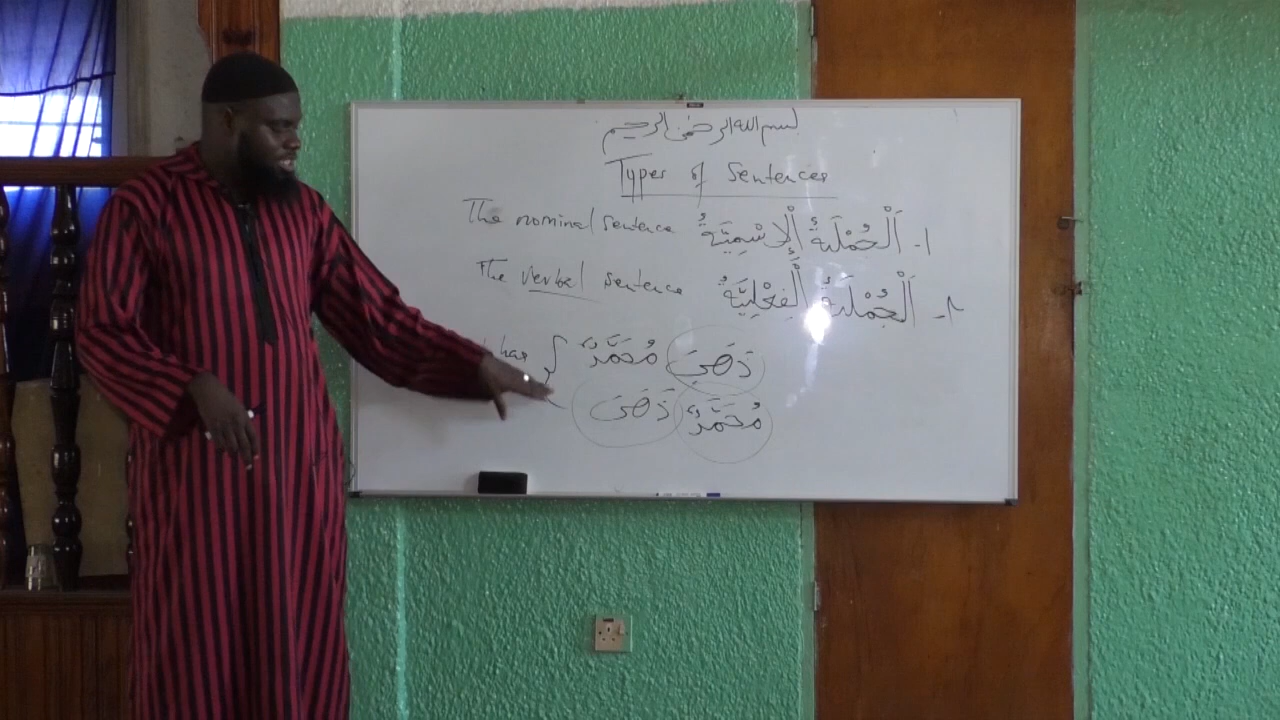 بسم الله الرحمن الرحيم
Types of Sentences
The nominal sentence اَلْجُمْلَةُ الْإِسْمِيَّةُ -١
The verbal sentence اَلْجُمْلَةُ الْفِعْلِيَّةُ -٢
ذَهَبَ مُحَمَّدٌ
مُحَمَّدٌ ذَهَبَ